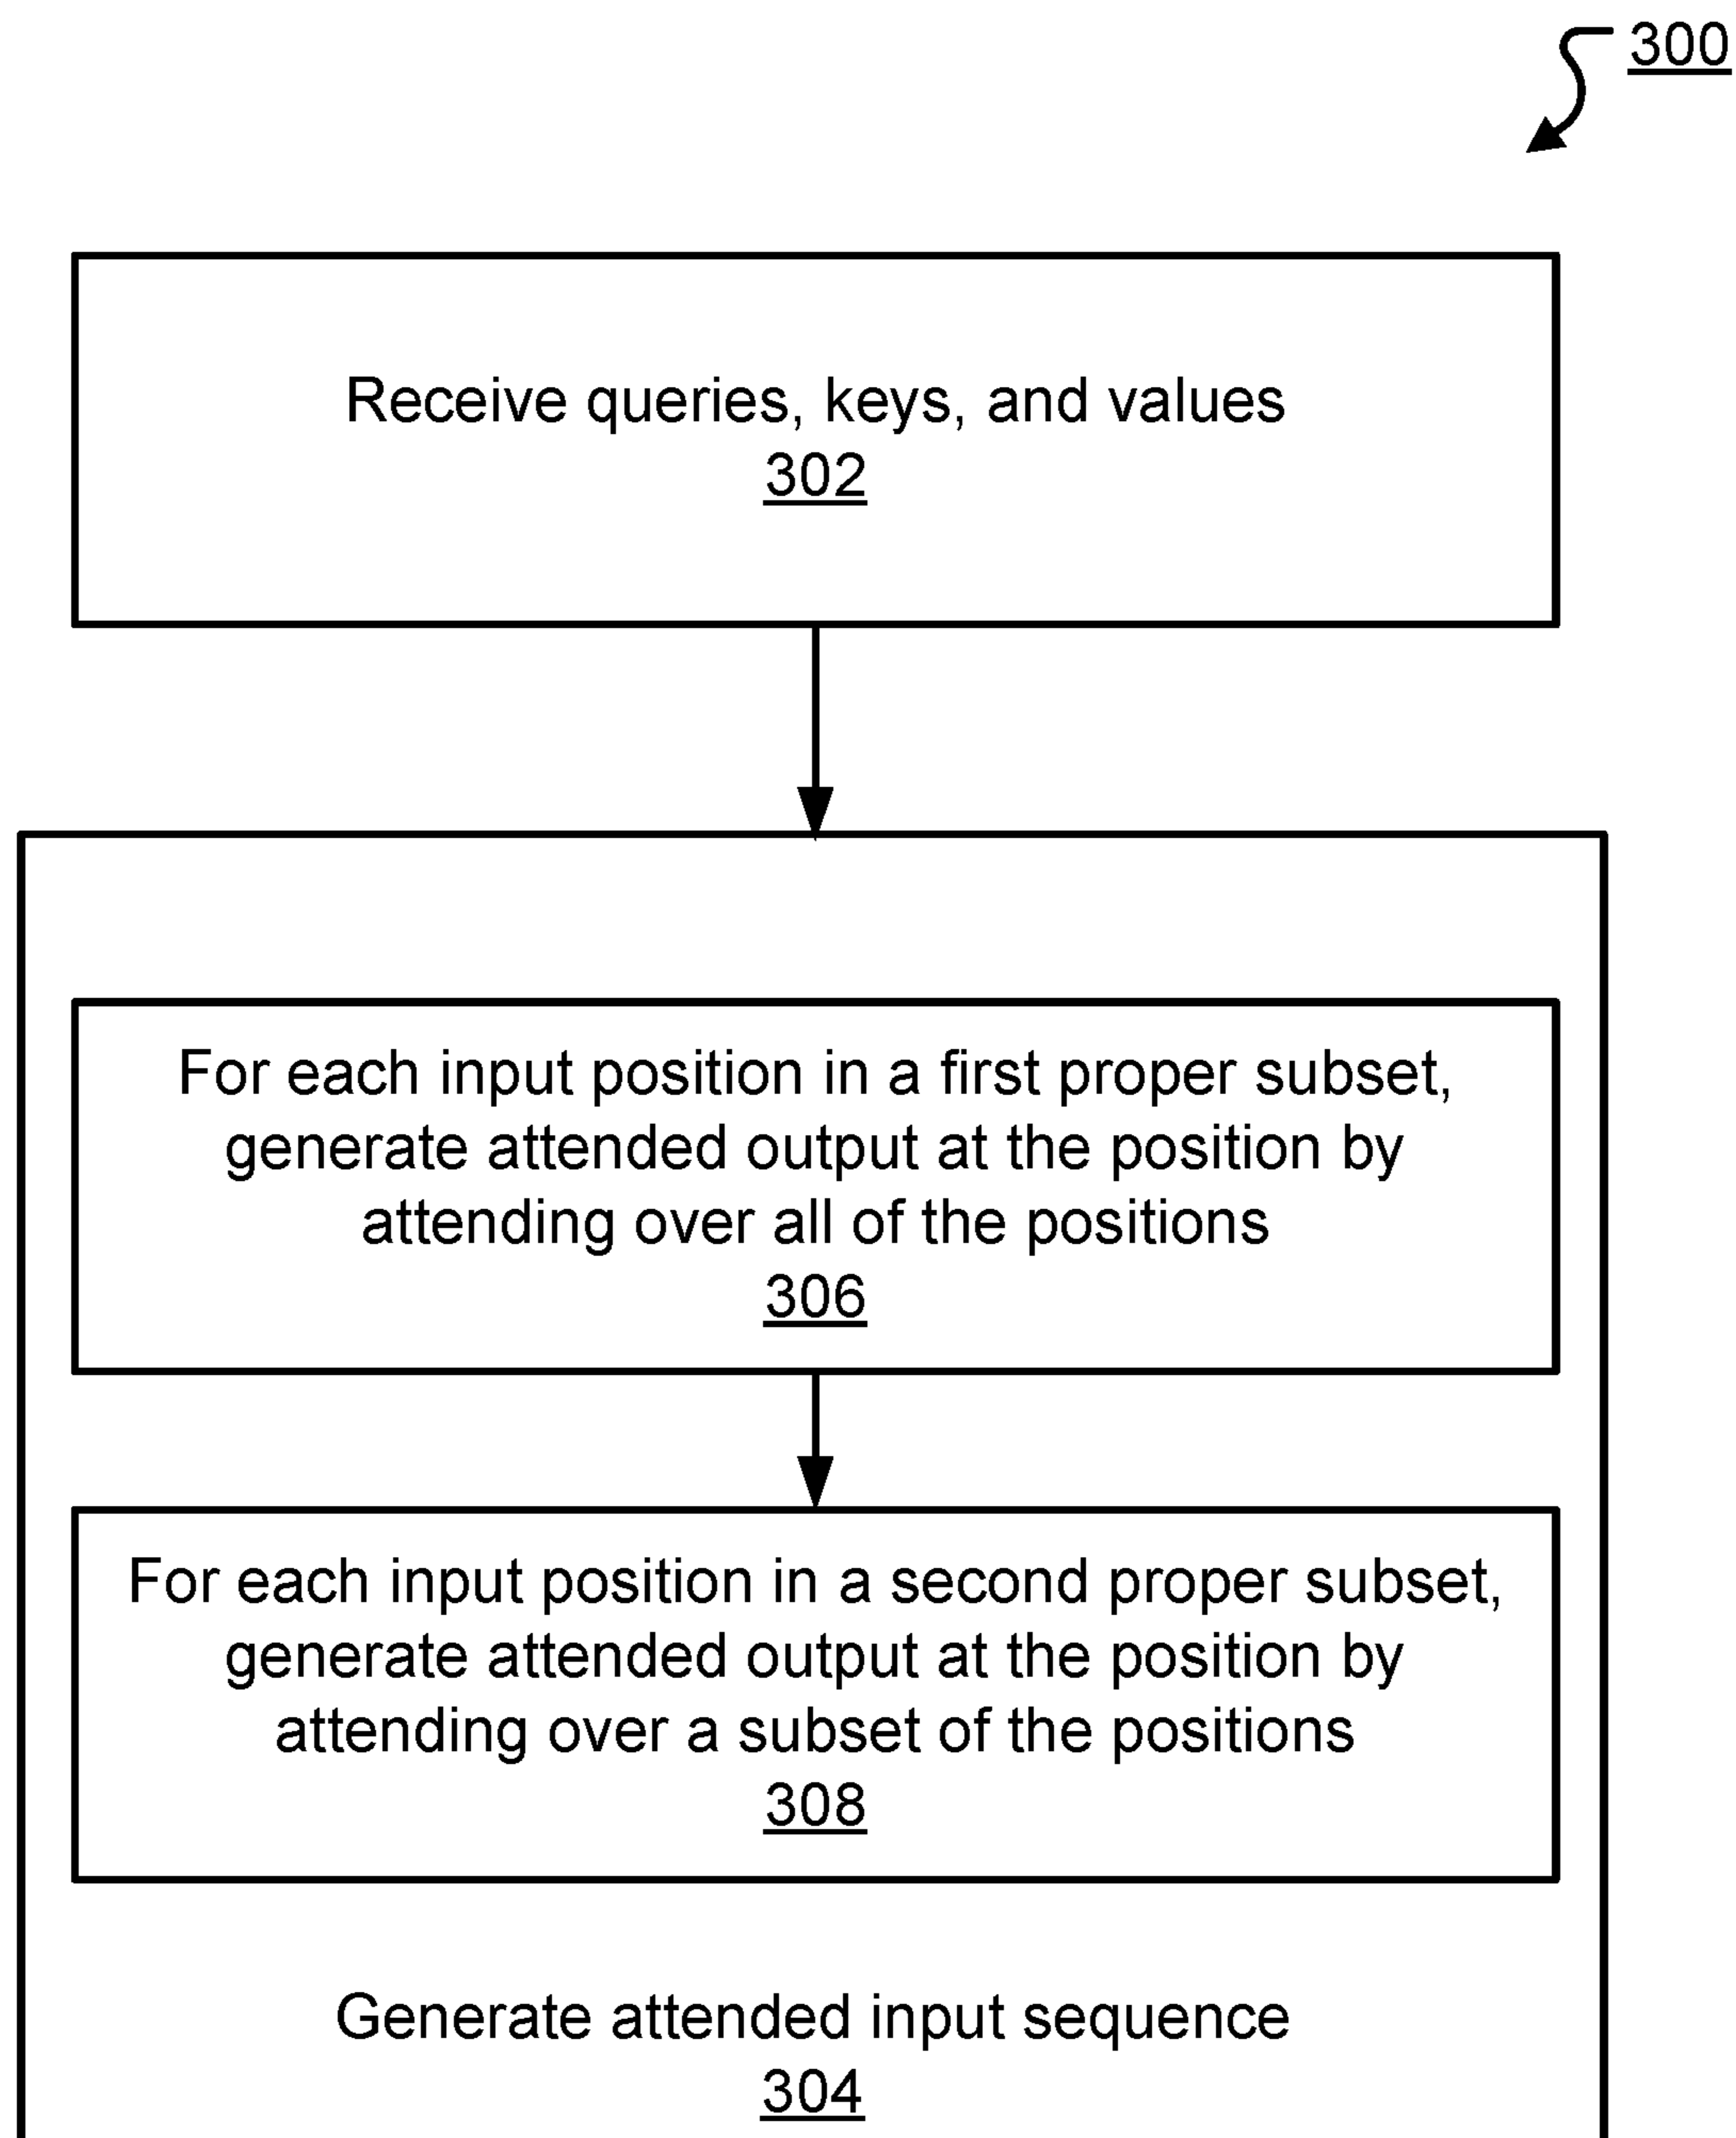 300
Receive queries, keys, and values
302
For each input position in a first proper subset,
generate attended output at the position by
attending over all of the positions
306
For each input position in a second proper subset,
generate attended output at the position by
attending over a subset of the positions
308
Generate attended input sequence
304